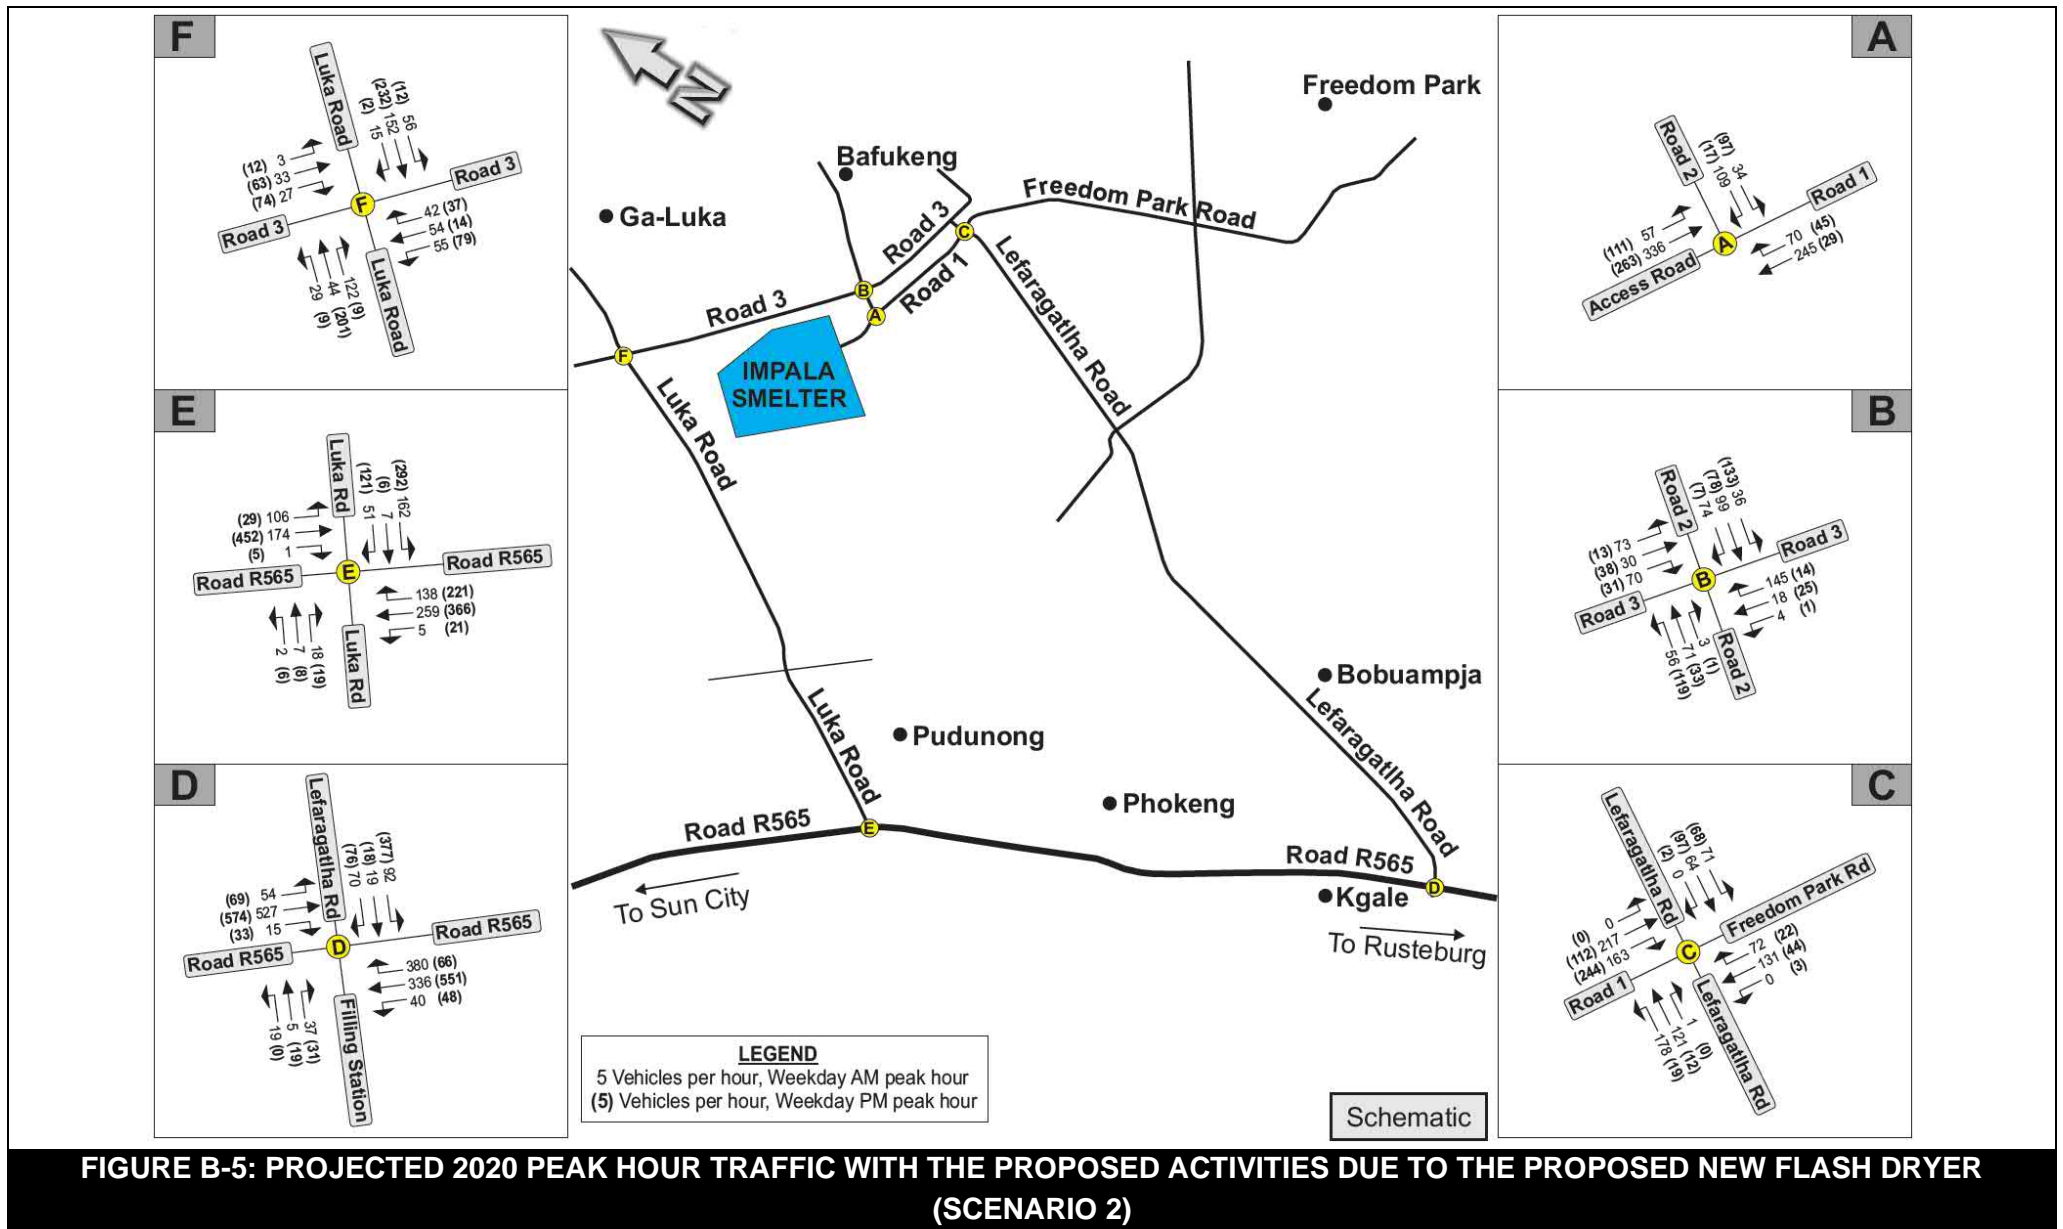 F
Luka Road
(2) 15
(232) 152
(12) 56
(12) 3
(63) 33
(74) 27
Road 3
Road 3
F
42 (37)
54 (14)
55 (79)
29 (9)
44 (201)
122 (9)
Luka Road
E
Luka Rd
(121) 51
(6) 7
(292) 162
(29) 106
(452) 174
(5) 1
Road R565
Road R565
E
138 (221)
259 (366)
5 (21)
2 (6)
7 (8)
18 (19)
Luka Rd
D
Lefaragatlha Rd
(76) 70
(18) 19
(377) 92
(69) 54
(574) 527
(33) 15
Road R565
Road R565
D
380 (66)
336 (551)
40 (48)
19 (0)
5 (19)
37 (31)
Filling Station
N
Freedom Park
Bafukeng
Ga-Luka
Freedom Park Road
Road 3
C
Road 1
Lefaragatlha Road
B
A
Road 3
F
IMPALA
SMELTER
Luka Road
Bobuampja
Lefaragatlha Road
Pudunong
Luka Road
Phokeng
Road R565
E
Road R565
D
Kgale
To Sun City
To Rusteburg
LEGEND
5 Vehicles per hour, Weekday AM peak hour
(5) Vehicles per hour, Weekday PM peak hour
Schematic
A
Road 2
(17) 109
(97) 34
Road 1
(111) 57
(263) 336
A
70 (45)
245 (29)
Access Road
B
Road 2
(7) 74
(78) 99
(133) 36
Road 3
(13) 73
(38) 30
(31) 70
B
145 (14)
18 (25)
4 (1)
Road 3
56 (119)
71 (33)
3 (1)
Road 2
C
Lefaragatlha Rd
(2) 0
(97) 64
(68) 71
Freedom Park Rd
(0) 0
(112) 217
(244) 163
C
72 (22)
131 (44)
0 (3)
Road 1
178 (19)
121 (12)
1 (0)
Lefaragatlha Rd
FIGURE B-5: PROJECTED 2020 PEAK HOUR TRAFFIC WITH THE PROPOSED ACTIVITIES DUE TO THE PROPOSED NEW FLASH DRYER
(SCENARIO 2)